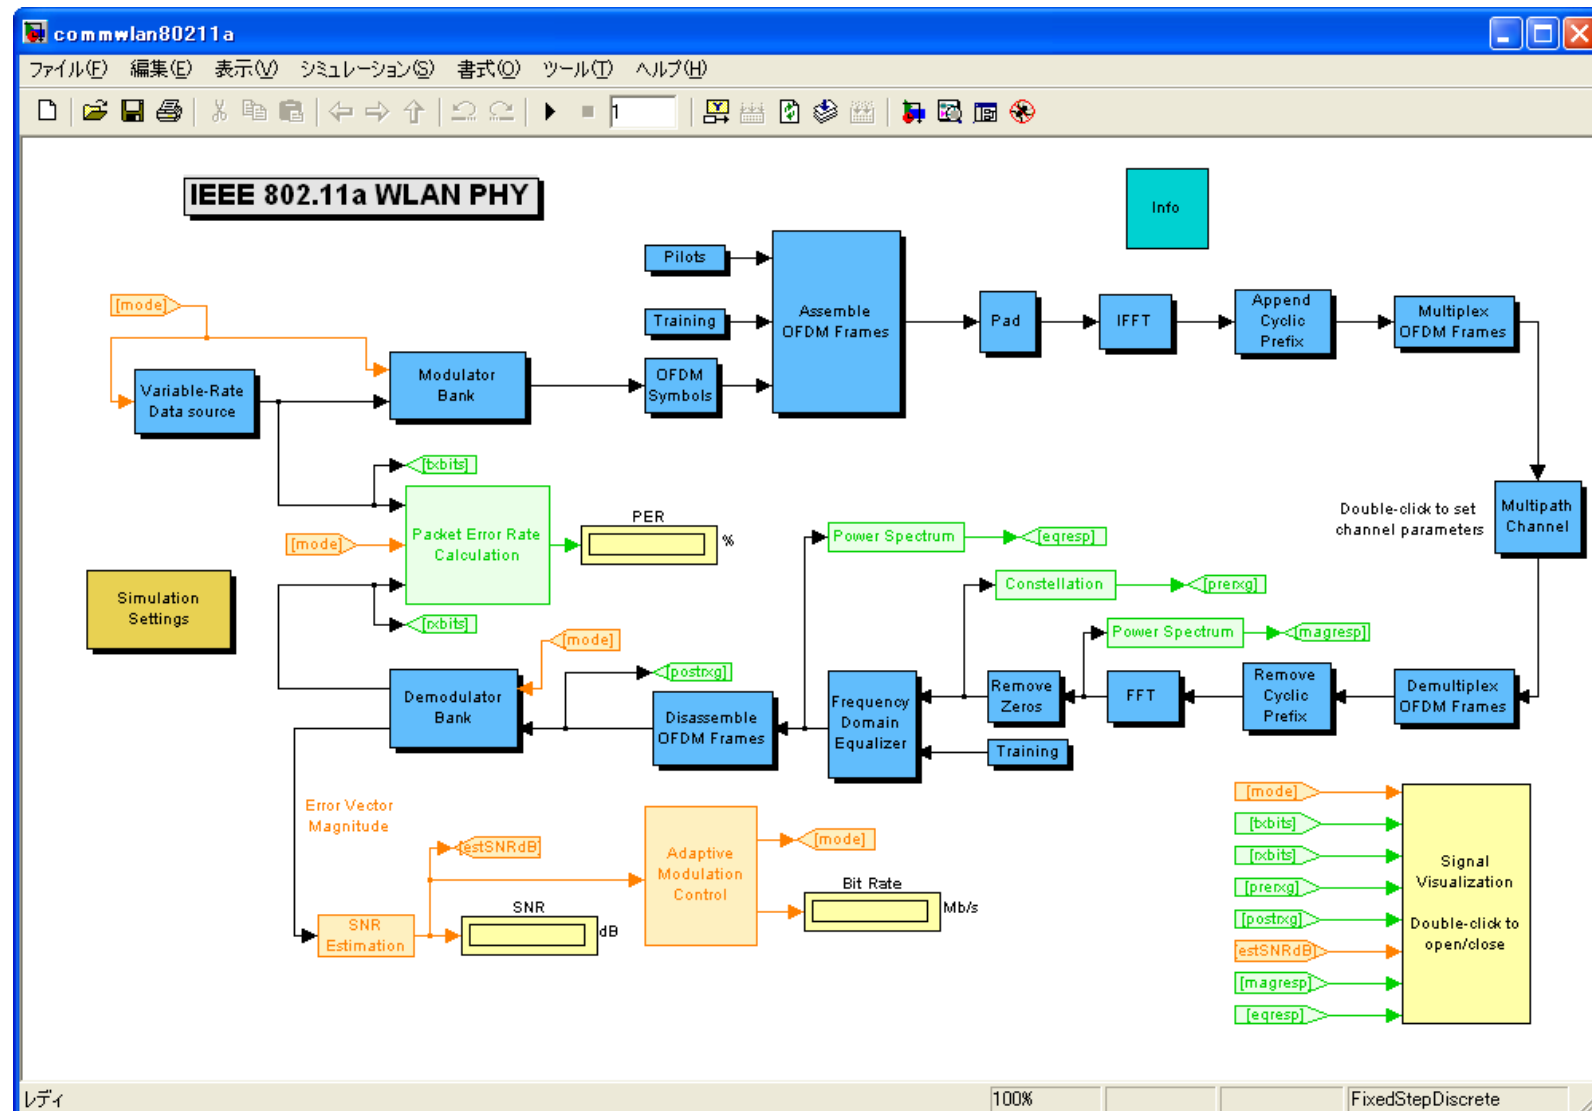 commwlan80211a
ファイル(F) 編集(E) 表示(V) シミュレーション(S) 書式(O) ツール(T) ヘルプ(H)
1
IEEE 802.11a WLAN PHY
Info
Pilots
[mode]
Training
Assemble
OFDM Frames
Pad
IFFT
Append
Cyclic
Prefix
Multiplex
OFDM Frames
Variable-Rate
Data source
Modulator
Bank
OFDM
Symbols
[txbits]
Packet Error Rate
Calculation
[mode]
PER
%
[rxbits]
Simulation
Settings
Double-click to set
channel parameters
Multipath
Channel
Power Spectrum
[eqresp]
Constellation
[prerxg]
Power Spectrum
[magresp]
[mode]
Demodulator
Bank
[postrxg]
Disassemble
OFDM Frames
Frequency
Domain
Equalizer
Remove
Zeros
Training
FFT
Remove
Cyclic
Prefix
Demultiplex
OFDM Frames
Error Vector
Magnitude
[estSNRdB]
SNR
Estimation
SNR
dB
Adaptive
Modulation
Control
[mode]
Bit Rate
Mb/s
[mode]
[txbits]
[rxbits]
[prerxg]
[postrxg]
[estSNRdB]
[magresp]
[eqresp]
Signal
Visualization
Double-click to
open/close
レディ
100%
FixedStepDiscrete